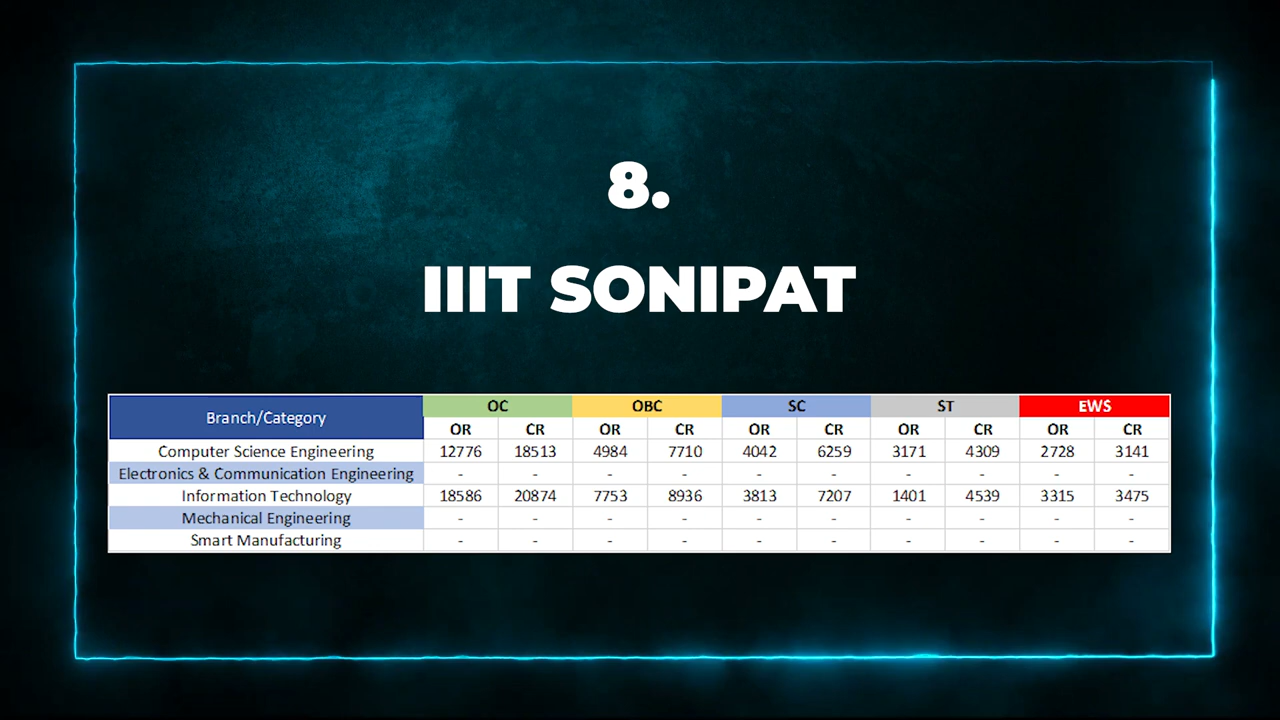 8.
IIIT SONIPAT
Branch/Category OC OBC SC ST EWS
OR CR OR CR OR CR OR CR OR CR
Computer Science Engineering 12776 18513 4984 7710 4042 6259 3171 4309 2728 3141
Electronics & Communication Engineering - - - - - - - - - -
Information Technology 18586 20874 7753 8936 3813 7207 1401 4539 3315 3475
Mechanical Engineering - - - - - - - - - -
Smart Manufacturing - - - - - - - - - -